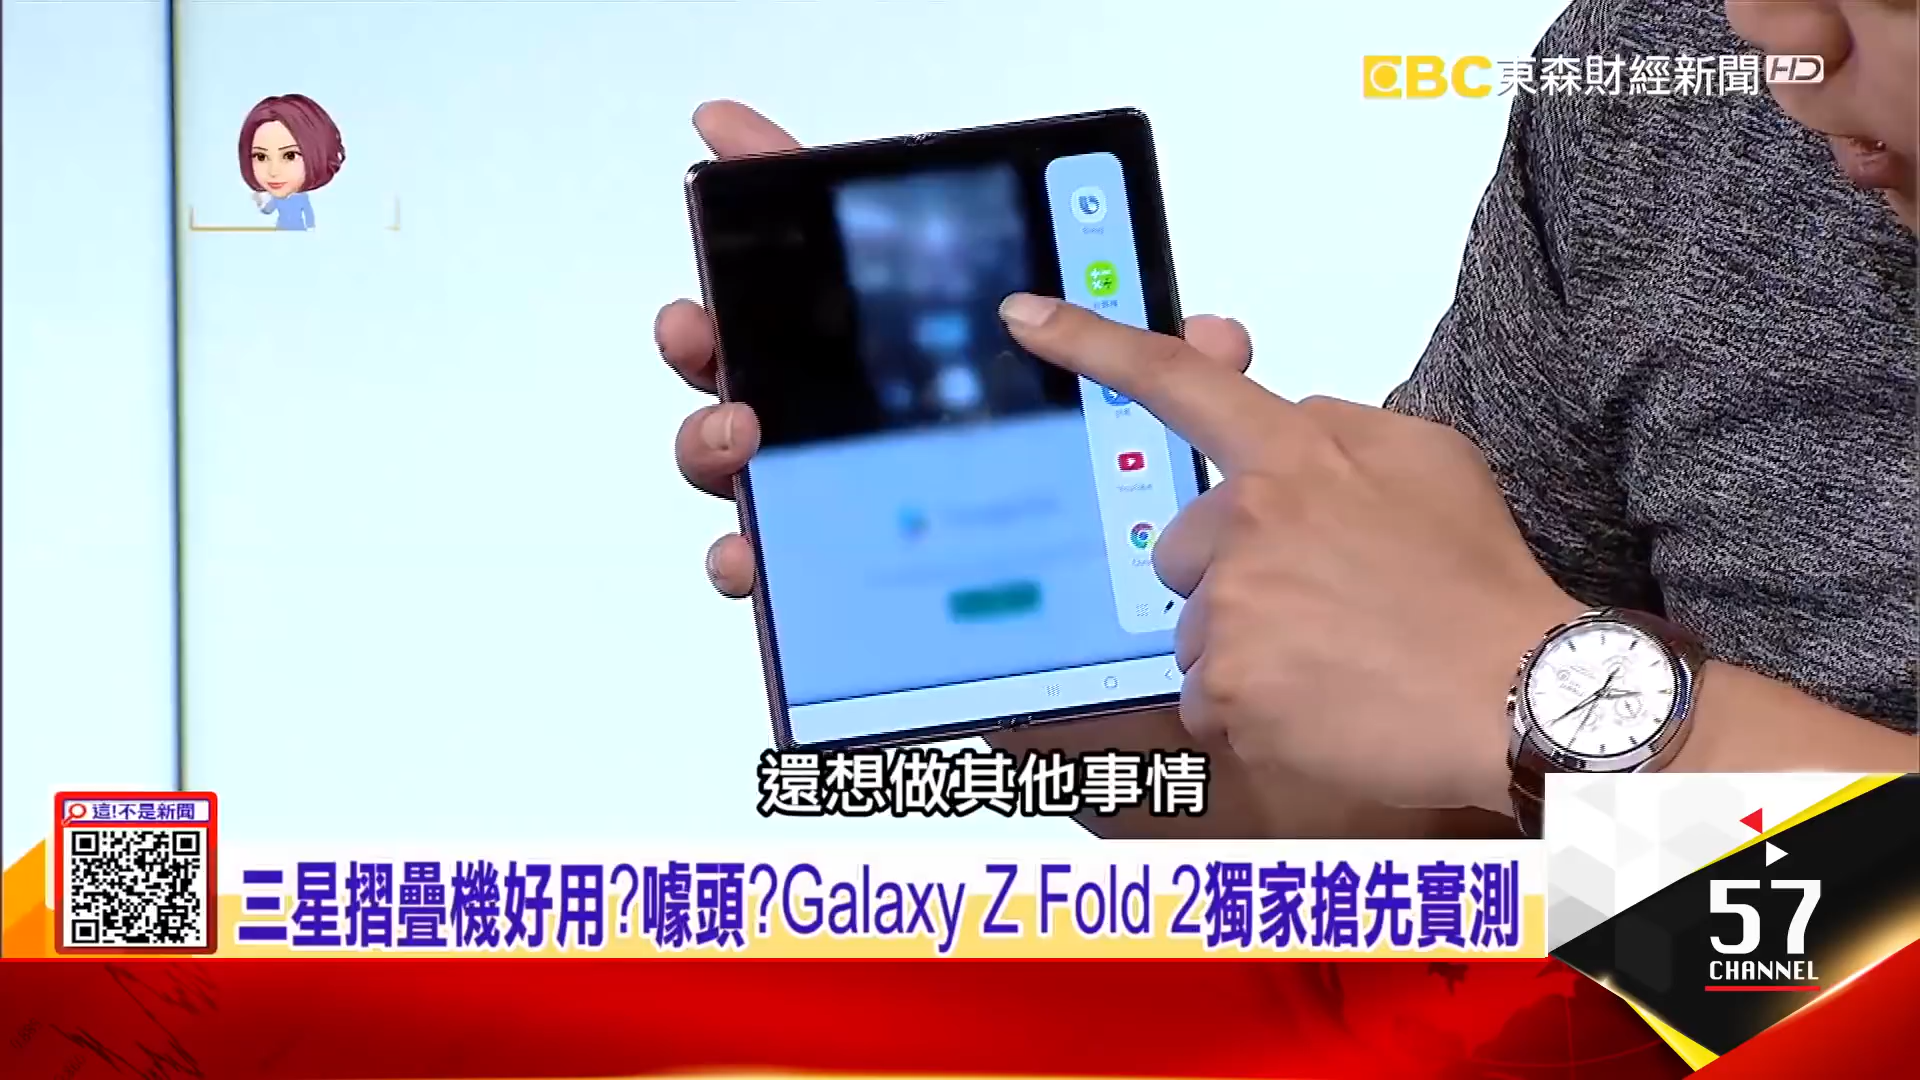 EBC東森財經新聞HD
YouTube
還想做其他事情
這!不是新聞
三星摺疊機好用?噱頭?Galaxy Z Fold 2獨家搶先實測
57
CHANNEL